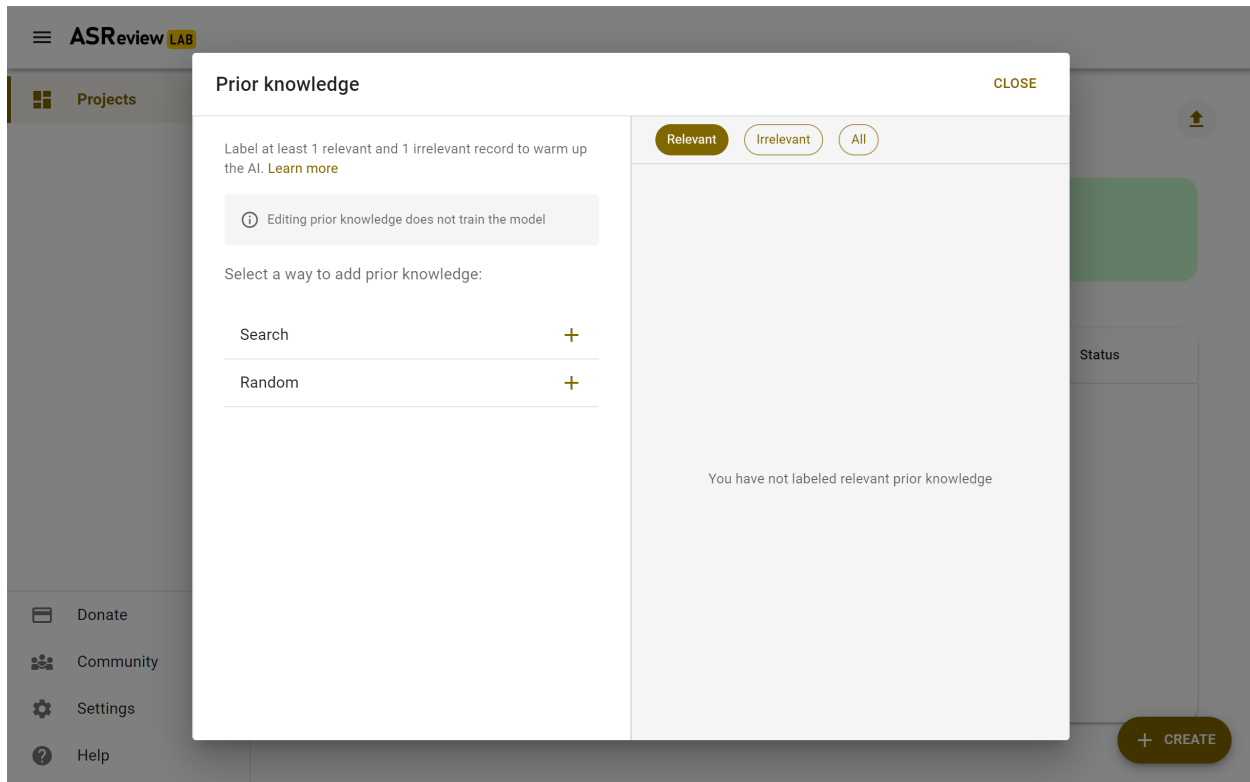 ASReview LAB
Projects
Prior knowledge
CLOSE
Label at least 1 relevant and 1 irrelevant record to warm up
the AI. Learn more
Editing prior knowledge does not train the model
Select a way to add prior knowledge:
Search
Random
Relevant
Irrelevant
All
You have not labeled relevant prior knowledge
Status
Donate
Community
Settings
Help
CREATE